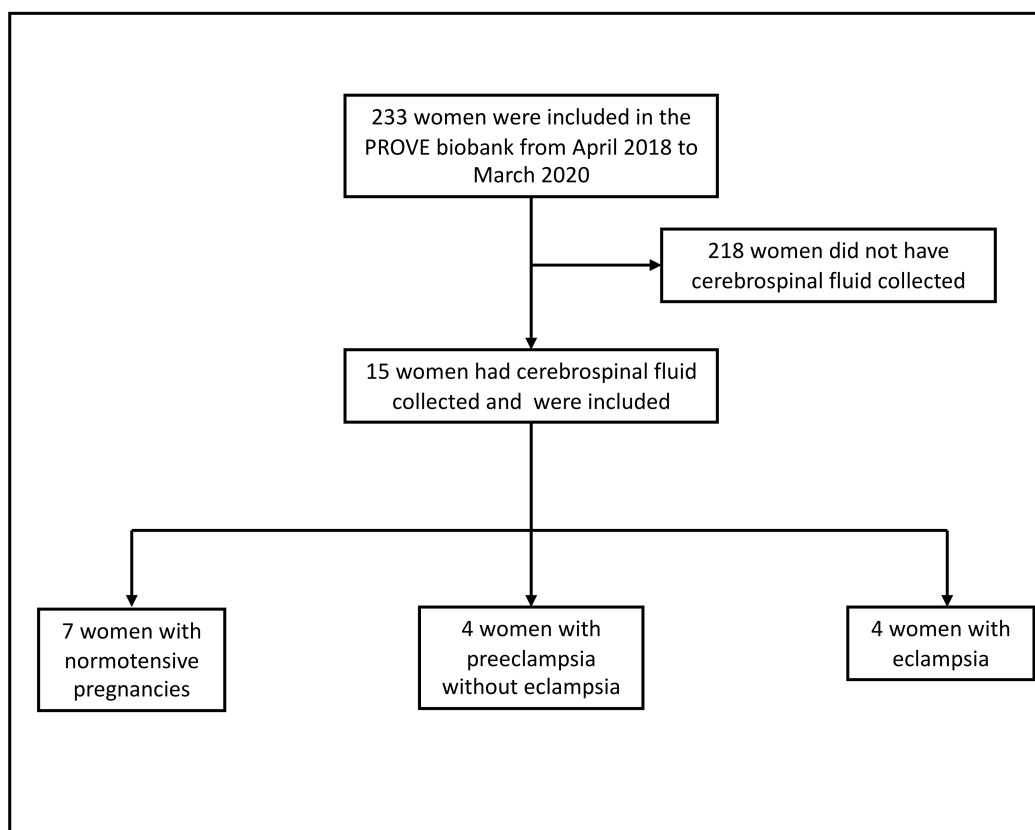 233 women were included in the
PROVE biobank from April 2018 to
March 2020
218 women did not have
cerebrospinal fluid collected
15 women had cerebrospinal fluid
collected and  were included
7 women with
normotensive
pregnancies
4 women with
preeclampsia
without eclampsia
4 women with
eclampsia